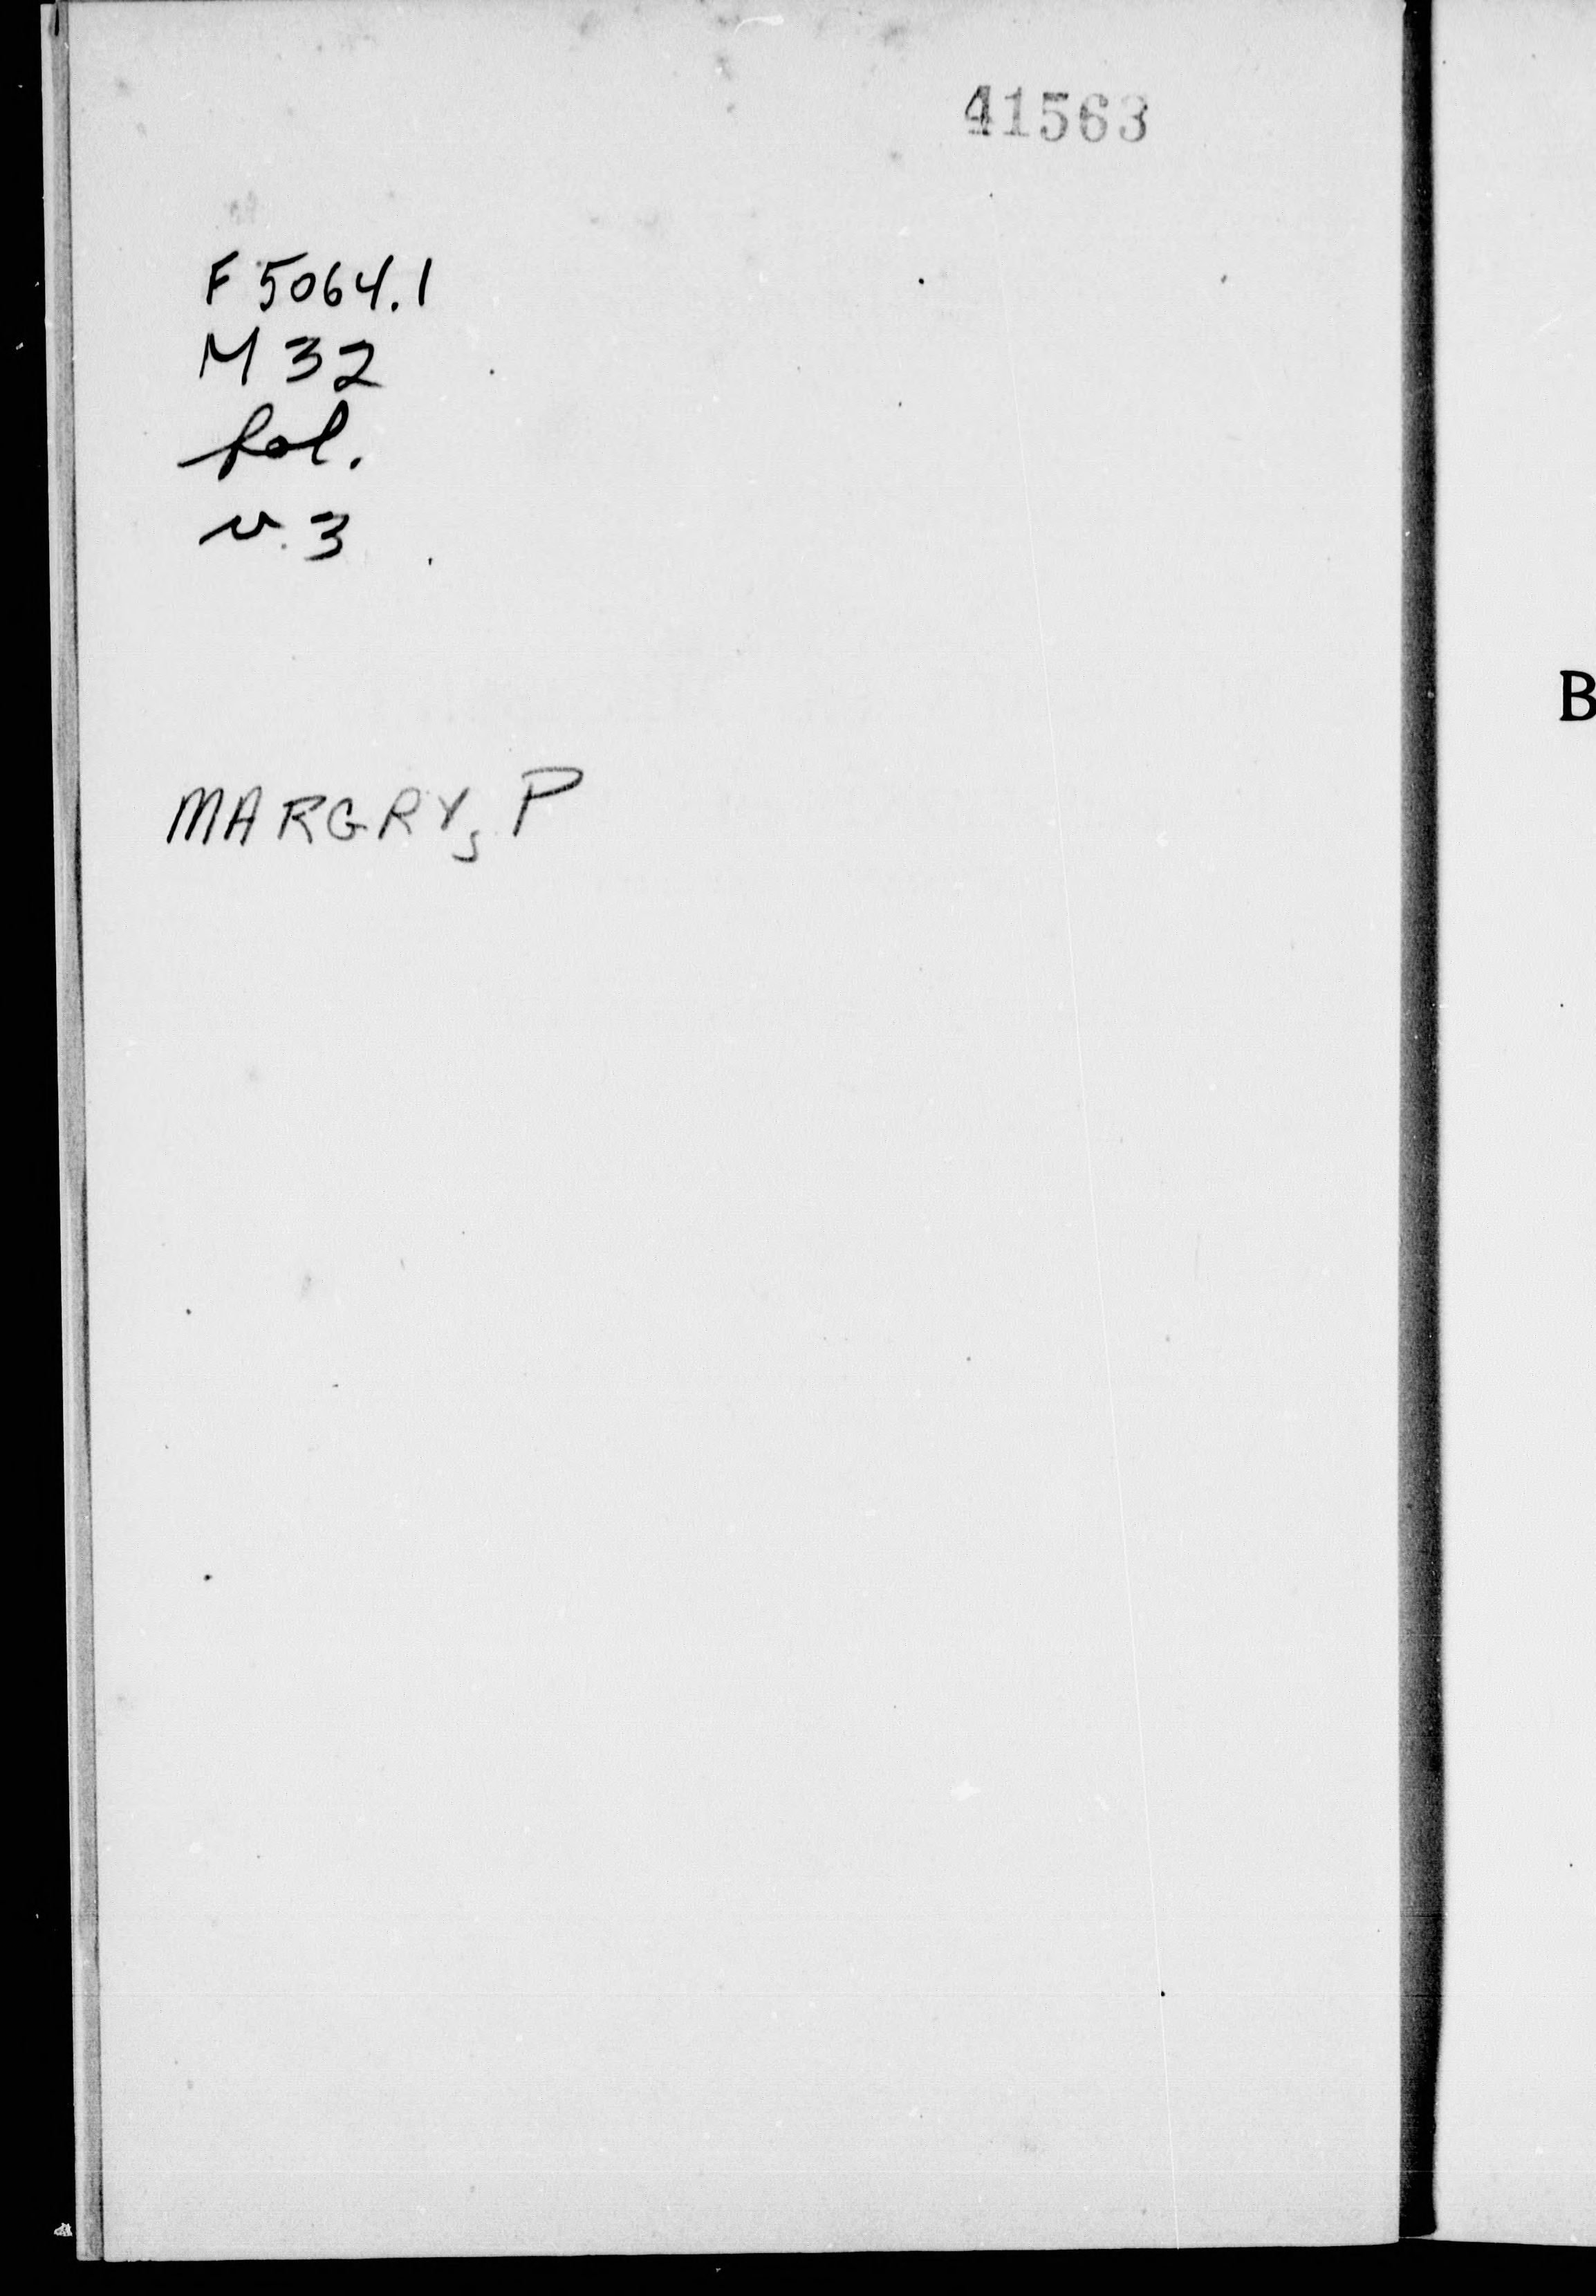 41563
F 5064.1
M 32
fol.
v. 3
MARGRY, P
B